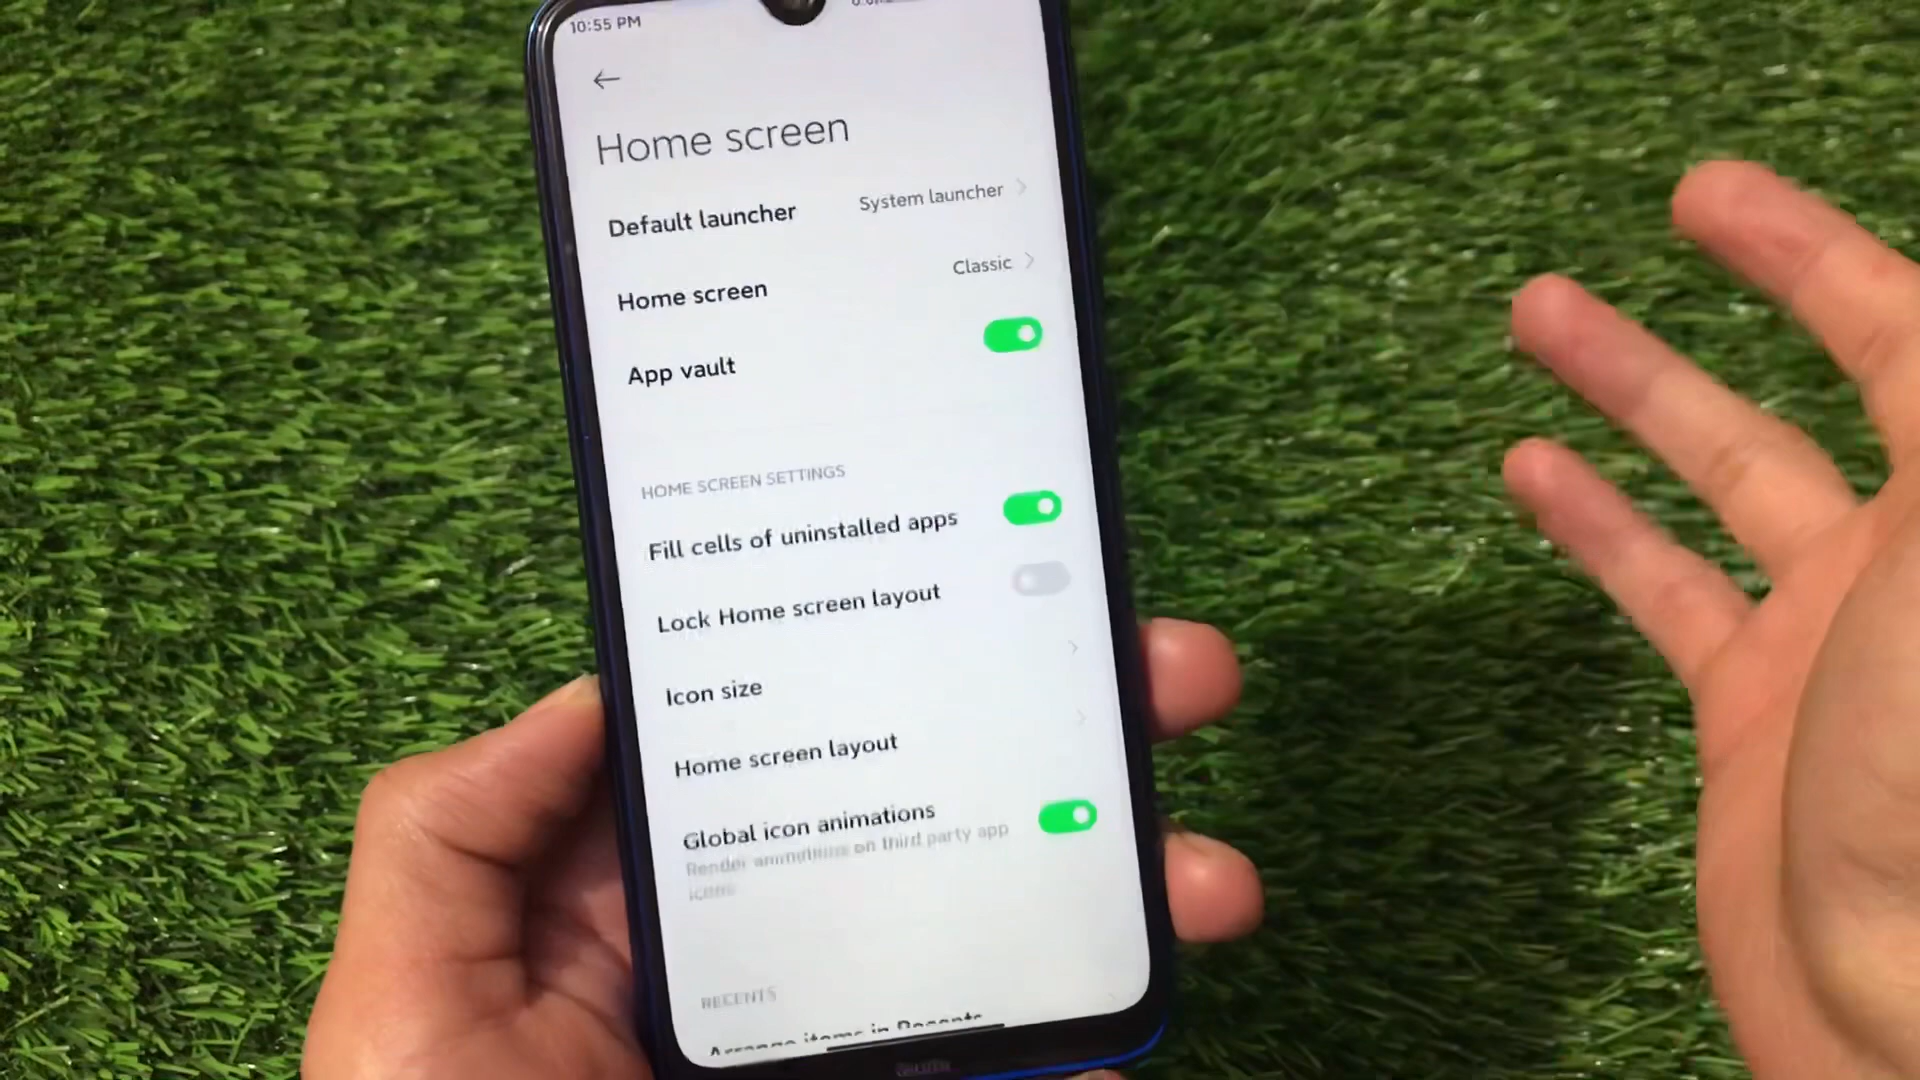 10:55 PM
Home screen
Default launcher
System launcher
Home screen
Classic
App vault
HOME SCREEN SETTINGS
Fill cells of uninstalled apps
Lock Home screen layout
Icon size
Home screen layout
Global icon animations
Render animations on third party app
icons
RECENTS
Arrange items in Recents